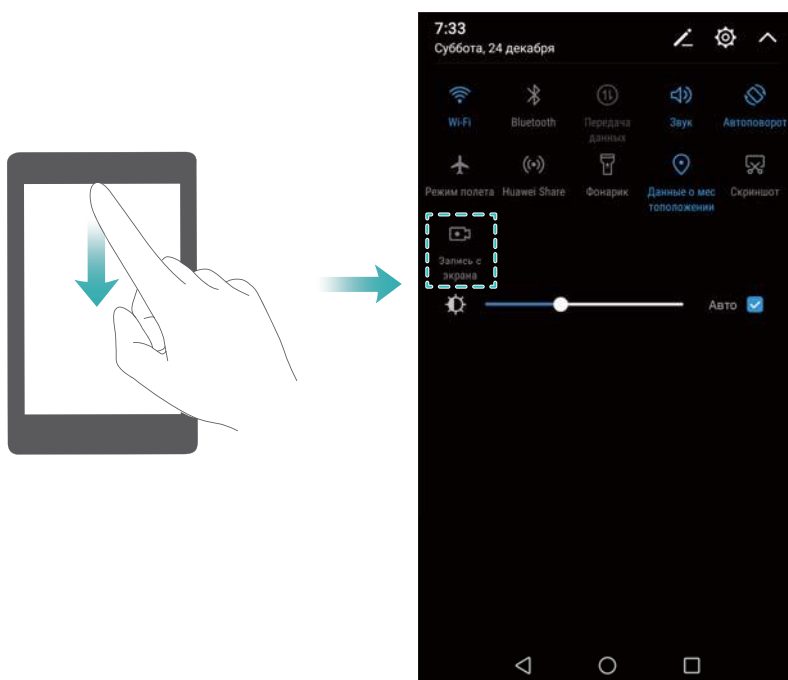 7:33
Суббота, 24 декабря
Wi-Fi
Bluetooth
Передача
данных
Звук
Автоповорот
Режим полета
Huawei Share
Фонарик
Данные о мес
тоположении
Скриншот
Запись с
экрана
Авто